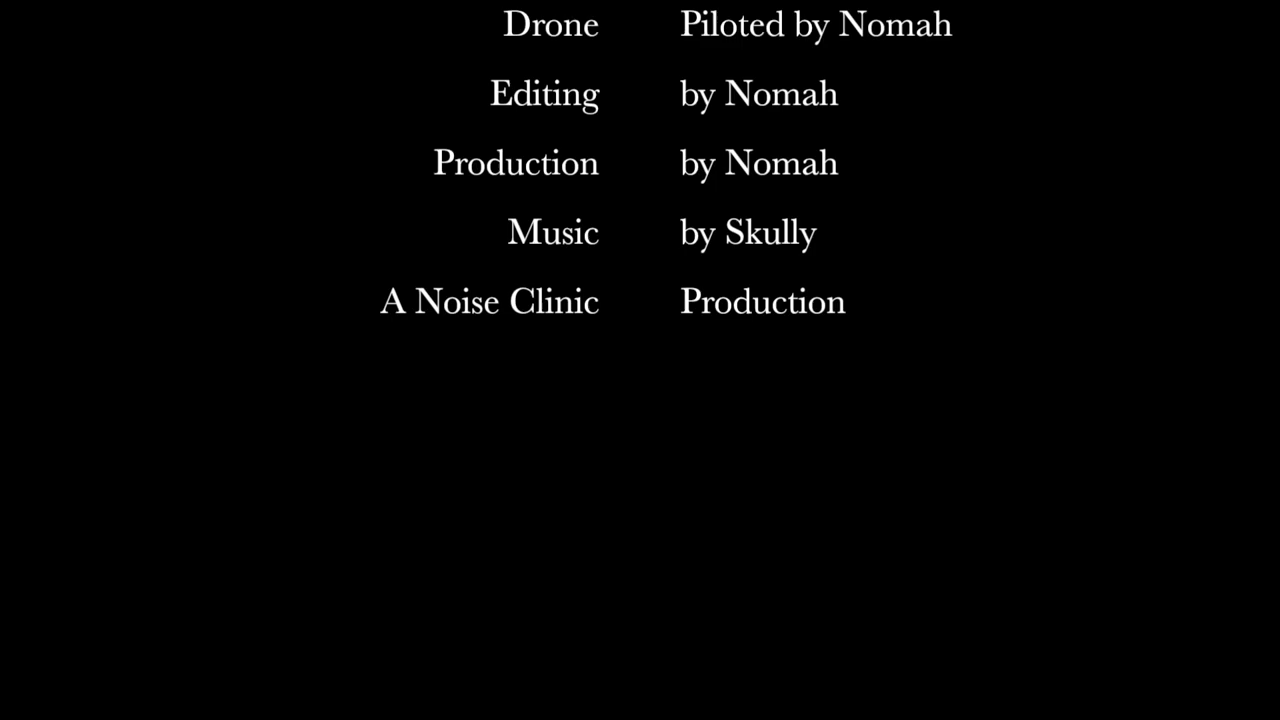 Drone Piloted by Nomah
Editing by Nomah
Production by Nomah
Music by Skully
A Noise Clinic Production